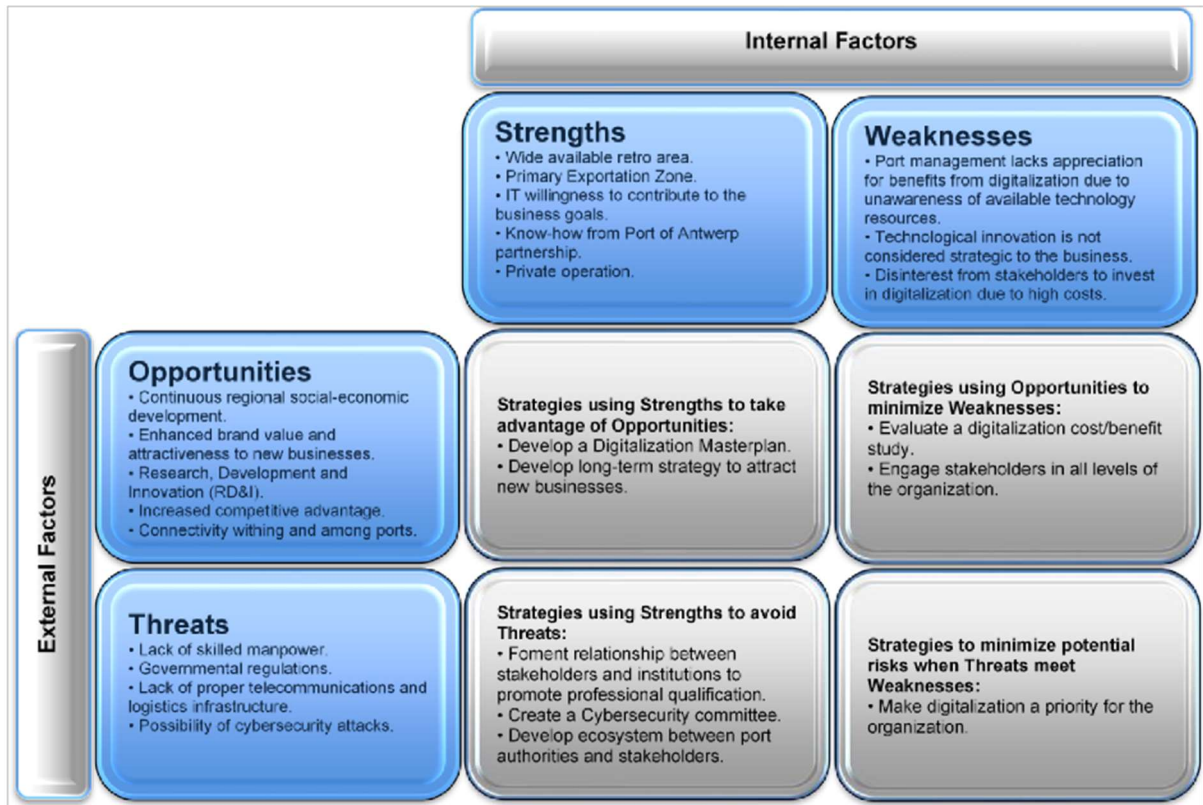 Internal Factors
Strengths
• Wide available retro area.
• Primary Exportation Zone.
• IT willingness to contribute to the
business goals.
• Know-how from Port of Antwerp
partnership.
• Private operation.
Weaknesses
• Port management lacks appreciation
for benefits from digitalization due to
unawareness of available technology
resources.
• Technological innovation is not
considered strategic to the business.
• Disinterest from stakeholders to invest
in digitalization due to high costs.
External Factors
Opportunities
• Continuous regional social-economic
development.
• Enhanced brand value and
attractiveness to new businesses.
• Research, Development and
Innovation (RD&I).
• Increased competitive advantage.
• Connectivity withing and among ports.
Strategies using Strengths to take
advantage of Opportunities:
• Develop a Digitalization Masterplan.
• Develop long-term strategy to attract
new businesses.
Strategies using Opportunities to
minimize Weaknesses:
• Evaluate a digitalization cost/benefit
study.
• Engage stakeholders in all levels of
the organization.
Threats
• Lack of skilled manpower.
• Governmental regulations.
• Lack of proper telecommunications and
logistics infrastructure.
• Possibility of cybersecurity attacks.
Strategies using Strengths to avoid
Threats:
• Foment relationship between
stakeholders and institutions to
promote professional qualification.
• Create a Cybersecurity committee.
• Develop ecosystem between port
authorities and stakeholders.
Strategies to minimize potential
risks when Threats meet
Weaknesses:
• Make digitalization a priority for the
organization.